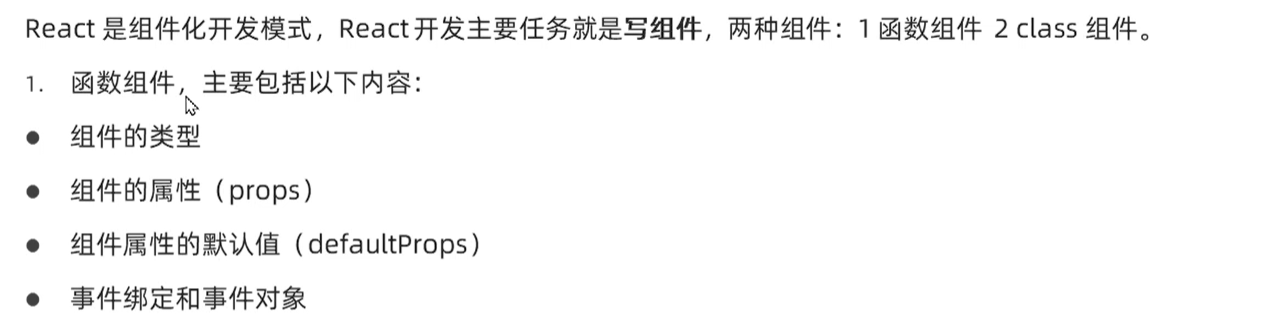 React 是组件化开发模式，React 开发主要任务就是写组件，两种组件：1 函数组件 2 class 组件。
1. 函数组件，主要包括以下内容：
● 组件的类型
● 组件的属性（props）
● 组件属性的默认值（defaultProps）
● 事件绑定和事件对象